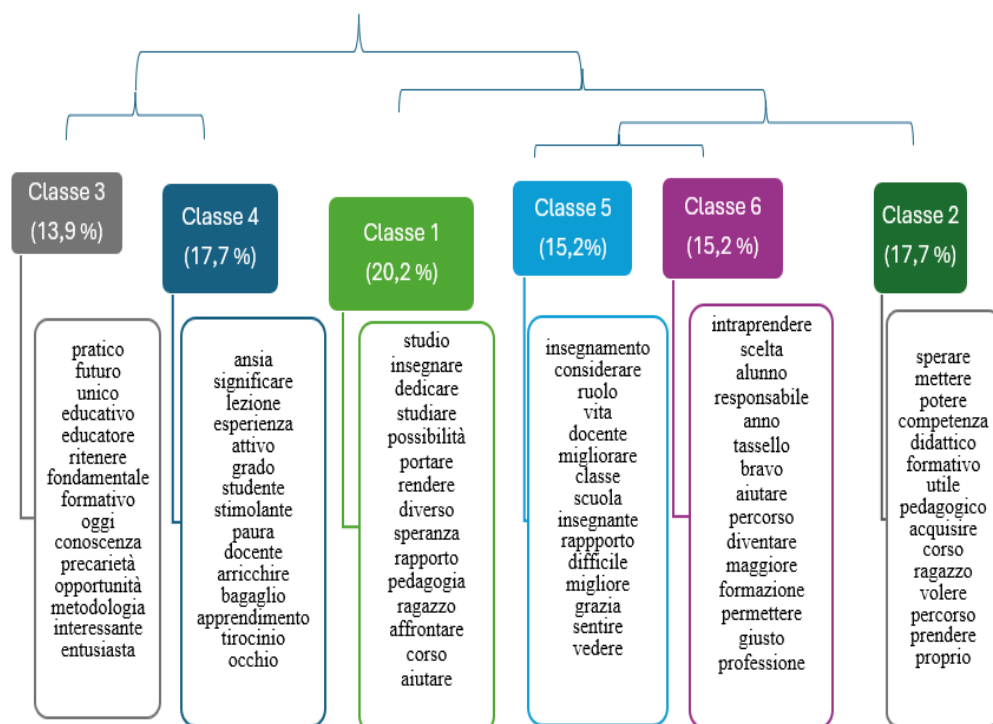 Classe 3
(13,9 %)
pratico
futuro
unico
educativo
educatore
ritenere
fondamentale
formativo
oggi
conoscenza
precarietà
opportunità
metodologia
interessante
entusiasta
Classe 4
(17,7 %)
ansia
significare
lezione
esperienza
attivo
grado
studente
stimolante
paura
docente
arricchire
bagaglio
apprendimento
tirocinio
occhio
Classe 1
(20,2 %)
studio
insegnare
dedicare
studiare
possibilità
portare
rendere
diverso
speranza
rapporto
pedagogia
ragazzo
affrontare
corso
aiutare
Classe 5
(15,2%)
insegnamento
considerare
ruolo
vita
docente
migliorare
classe
scuola
insegnante
rappporto
difficile
migliore
grazia
sentire
vedere
Classe 6
(15,2 %)
intraprendere
scelta
alunno
responsabile
anno
tassello
bravo
aiutare
percorso
diventare
maggiore
formazione
permettere
giusto
professione
Classe 2
(17,7 %)
sperare
mettere
potere
competenza
didattico
formativo
utile
pedagogico
acquisire
corso
ragazzo
volere
percorso
prendere
proprio